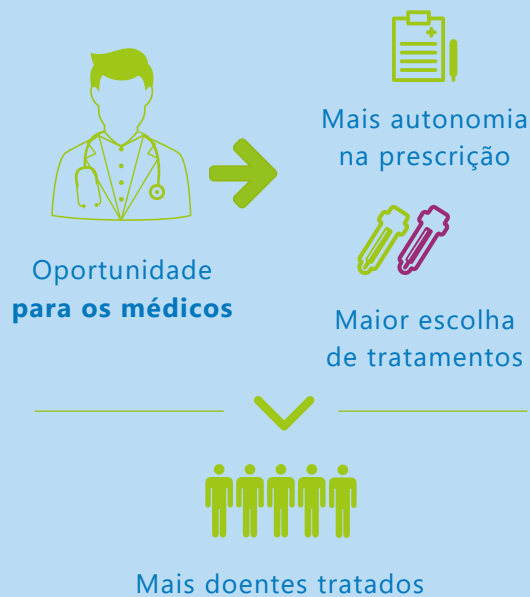 Oportunidade
para os médicos
Mais autonomia
na prescrição
Maior escolha
de tratamentos
Mais doentes tratados